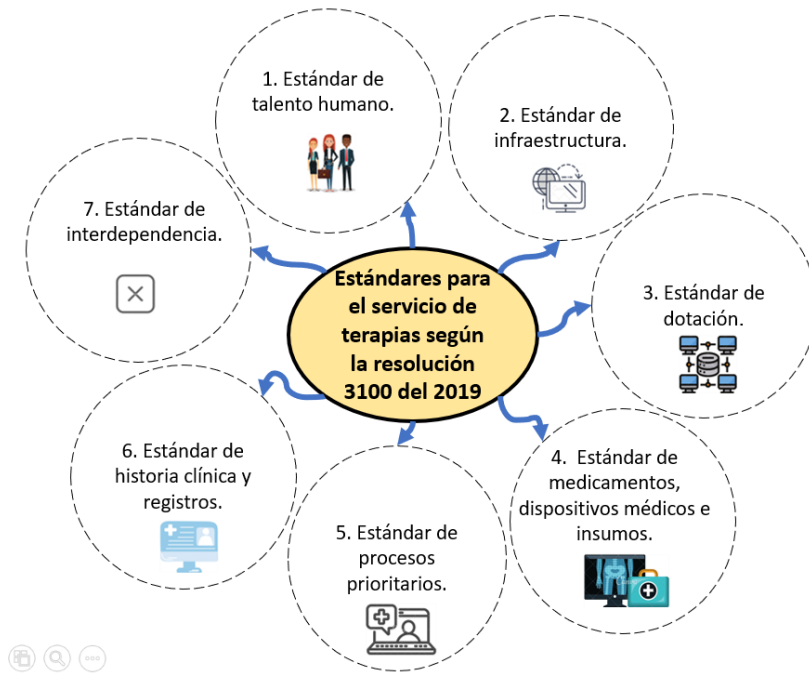 1. Estándar de
talento humano.
2. Estándar de
infraestructura.
7. Estándar de
interdependencia.
Estándares para
el servicio de
terapias según
la resolución
3100 del 2019
3. Estándar de
dotación.
6. Estándar de
historia clínica y
registros.
4. Estándar de
medicamentos,
dispositivos médicos e
insumos.
5. Estándar de
procesos
prioritarios.